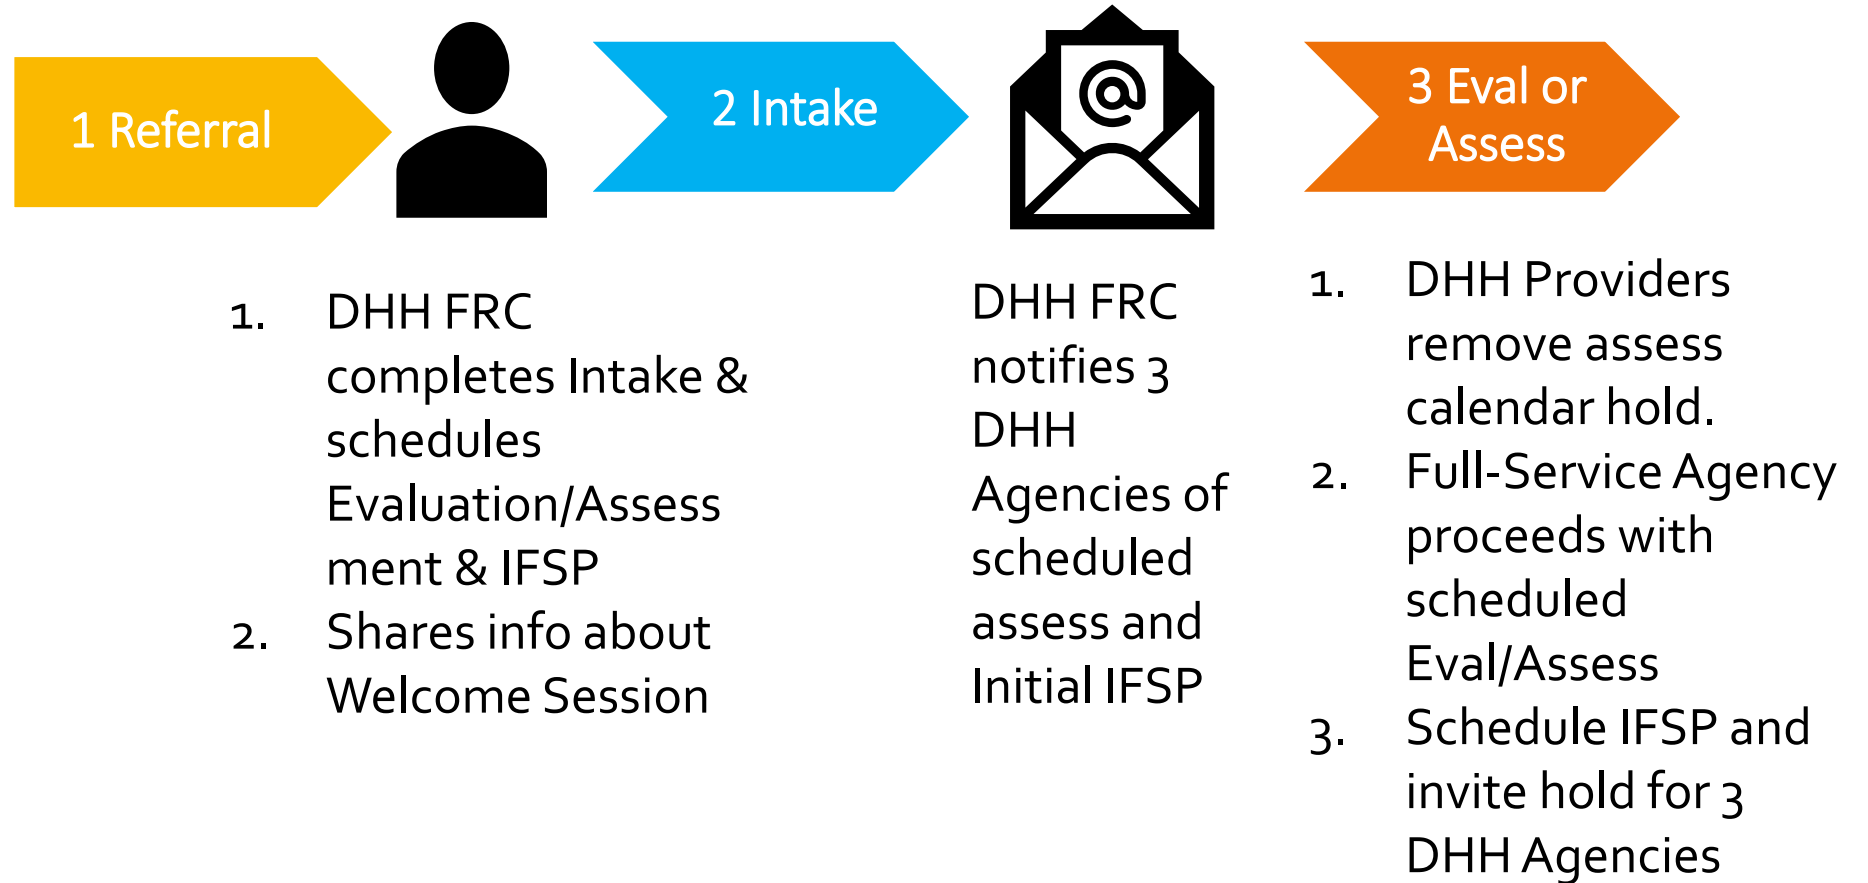 1 Referral
2 Intake
@
3 Eval or
Assess
1. DHH FRC
completes Intake &
schedules
Evaluation/Assess
ment & IFSP
2. Shares info about
Welcome Session
DHH FRC
notifies 3
DHH
Agencies of
scheduled
assess and
Initial IFSP
1. DHH Providers
remove assess
calendar hold.
2. Full-Service Agency
proceeds with
scheduled
Eval/Assess
3. Schedule IFSP and
invite hold for 3
DHH Agencies